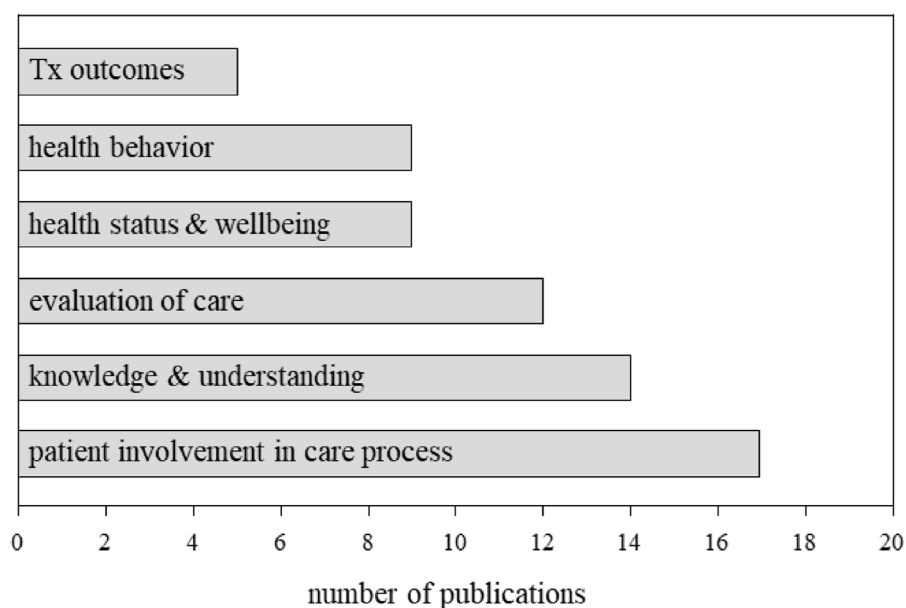 Tx outcomes
health behavior
health status & wellbeing
evaluation of care
knowledge & understanding
patient involvement in care process
0 2 4 6 8 10 12 14 16 18 20
number of publications